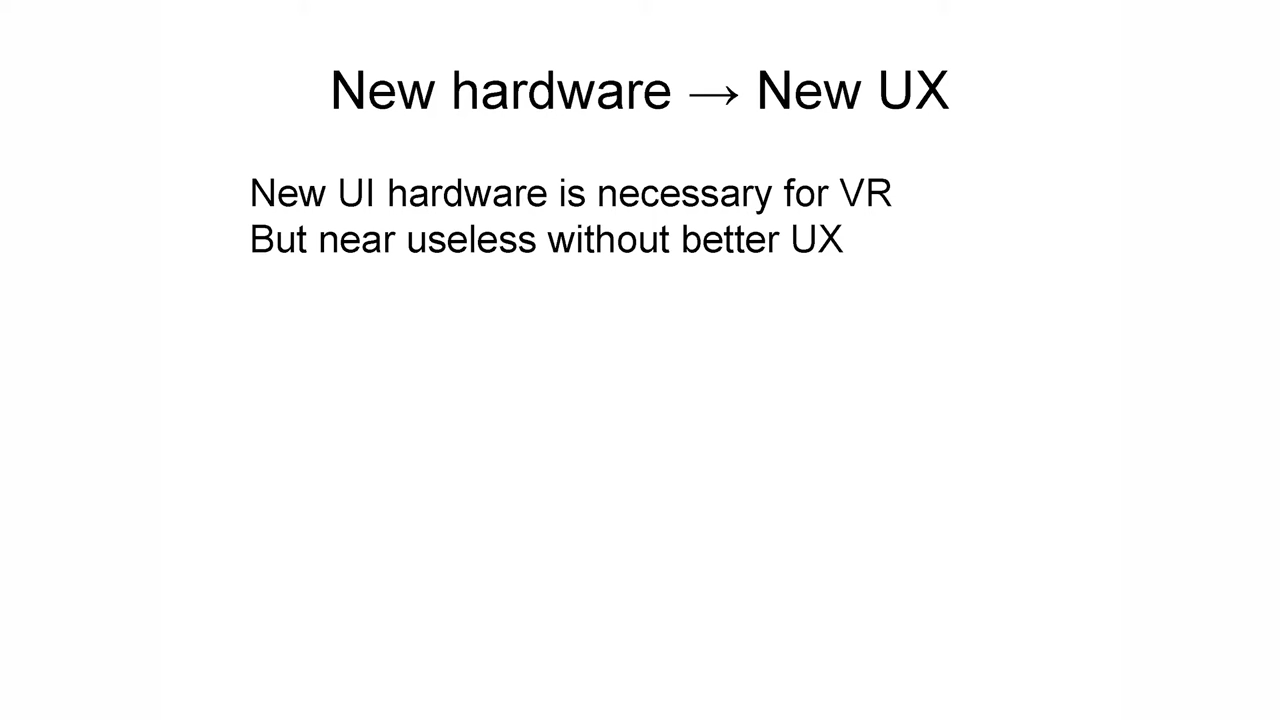 New hardware → New UX
New UI hardware is necessary for VR
But near useless without better UX